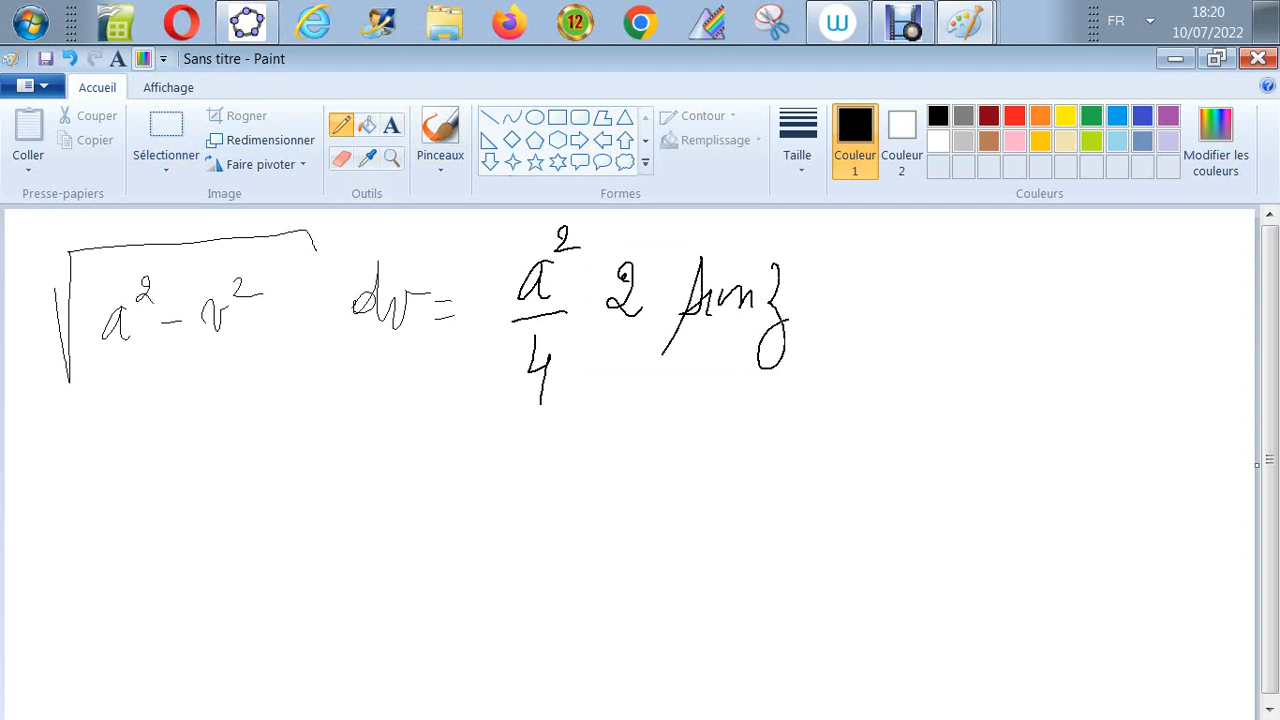 12
W
FR
18:20
10/07/2022
A
Sans titre - Paint
Accueil
Affichage
Coller
Couper
Copier
Presse-papiers
Sélectionner
Rogner
Redimensionner
Faire pivoter
Image
A
Outils
Pinceaux
Contour
Remplissage
Formes
Taille
Couleur
1
Couleur
2
Modifier les
couleurs
Couleurs
√(a² - v²) dv = a²/4 2 sin z